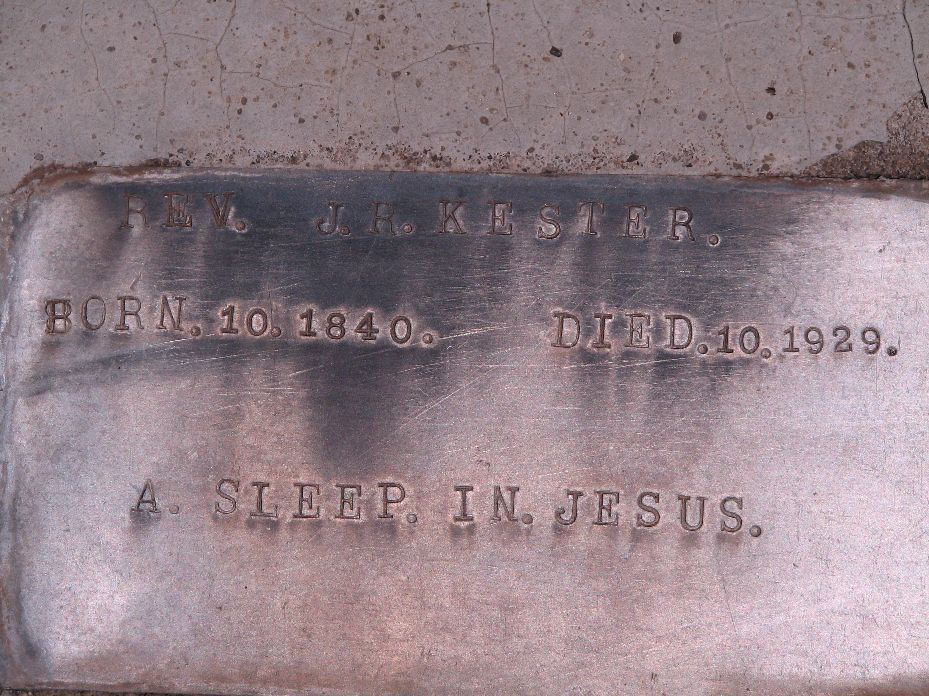 REV. J.R.KESTER.
BORN.10.1840. DIED.10.1929.
A. SLEEP. IN. JESUS.